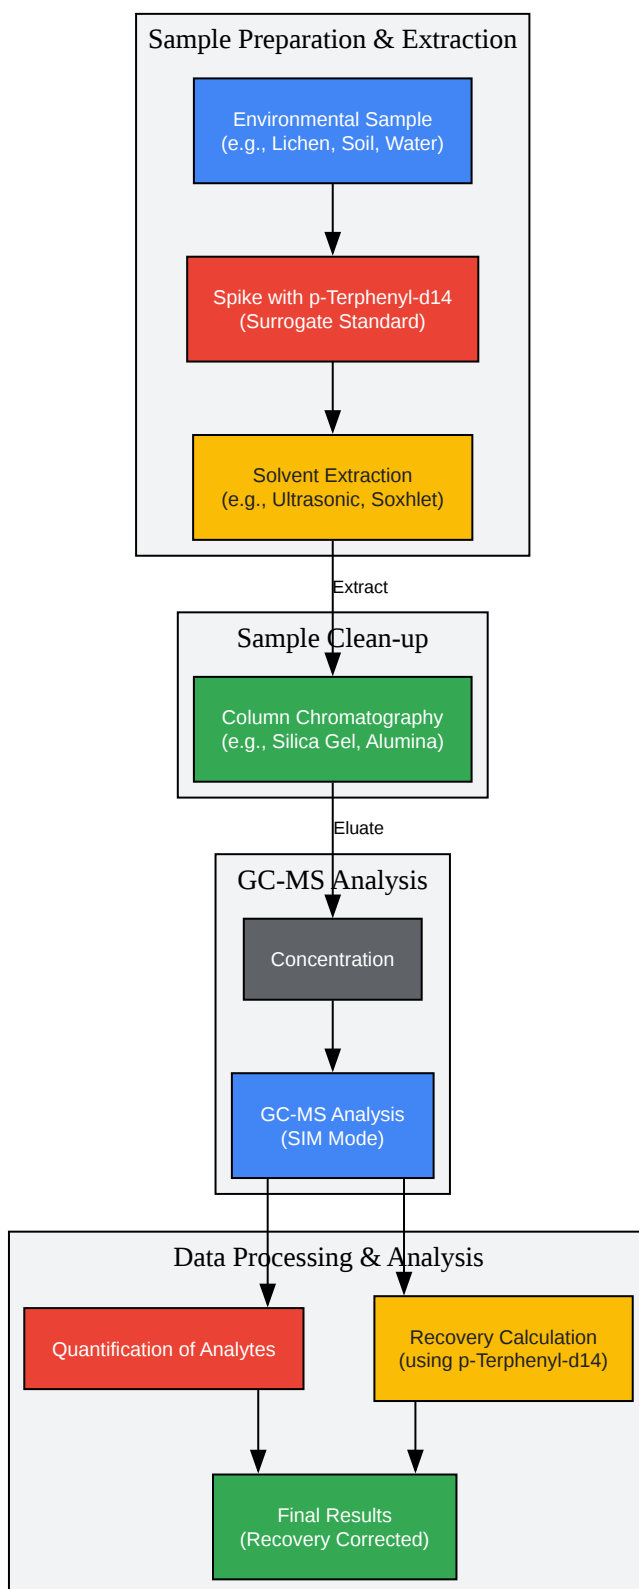 Sample Preparation & Extraction
Environmental Sample
(e.g., Lichen, Soil, Water)
Spike with p-Terphenyl-d14
(Surrogate Standard)
Solvent Extraction
(e.g., Ultrasonic, Soxhlet)
Extract
Sample Clean-up
Column Chromatography
(e.g., Silica Gel, Alumina)
Eluate
GC-MS Analysis
Concentration
GC-MS Analysis
(SIM Mode)
Data Processing & Analysis
Quantification of Analytes
Recovery Calculation
(using p-Terphenyl-d14)
Final Results
(Recovery Corrected)